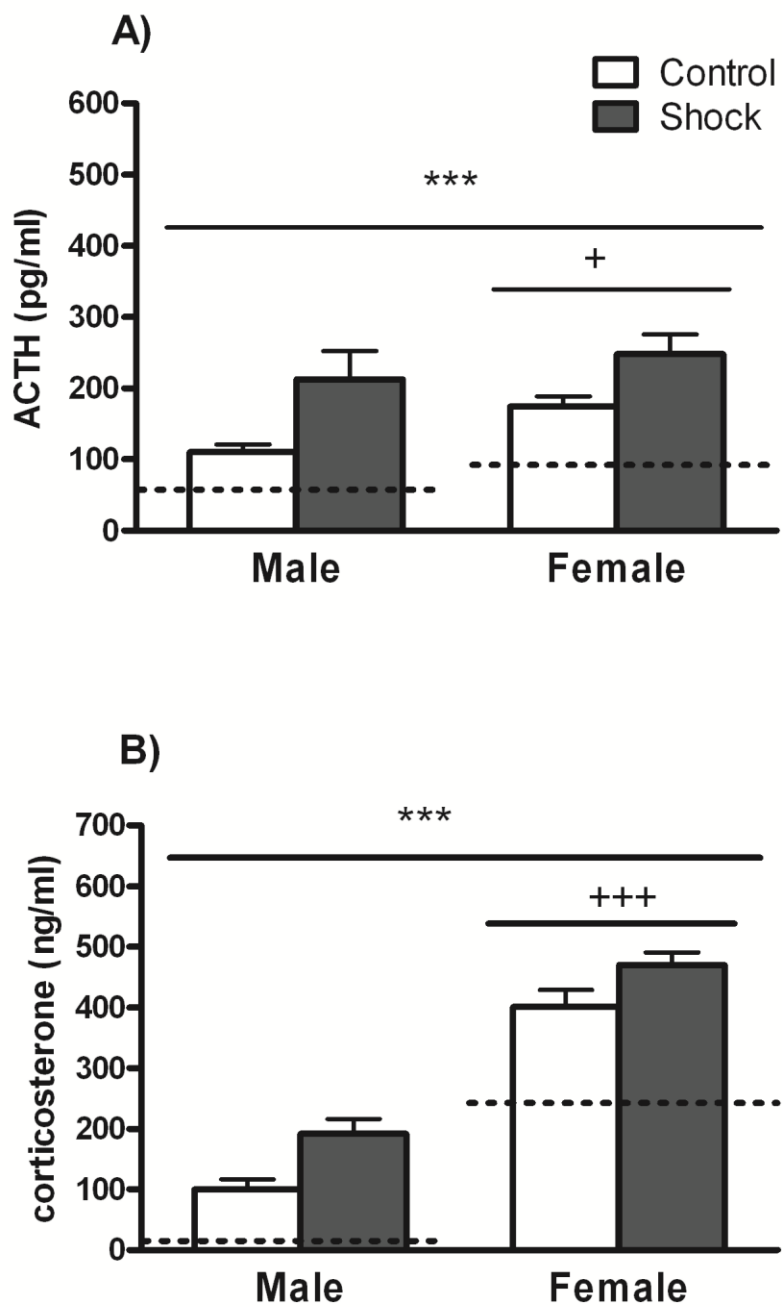 A)
Control
Shock
600
500
400
300
200
100
0
ACTH (pg/ml)
***
+
Male Female
B)
700
600
500
400
300
200
100
0
corticosterone (ng/ml)
***
+++
Male Female